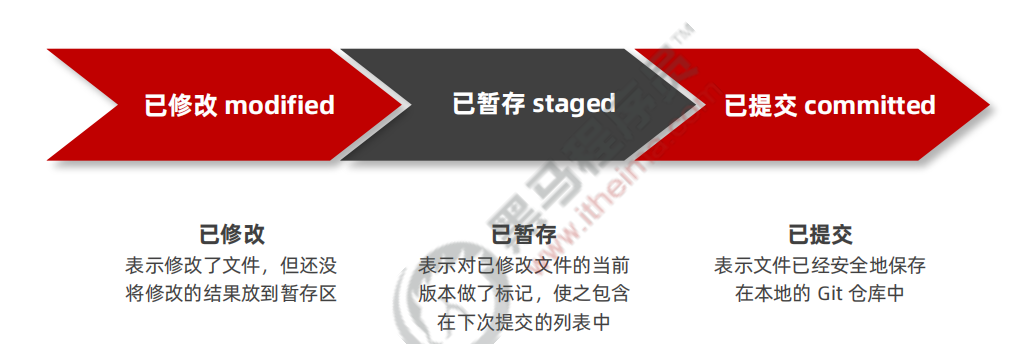 已修改 modified
已暂存 staged
已提交 committed
已修改
表示修改了文件，但还没
将修改的结果放到暂存区
已暂存
表示对已修改文件的当前
版本做了标记，使之包含
在下次提交的列表中
已提交
表示文件已经安全地保存
在本地的 Git 仓库中
黑马程序员™